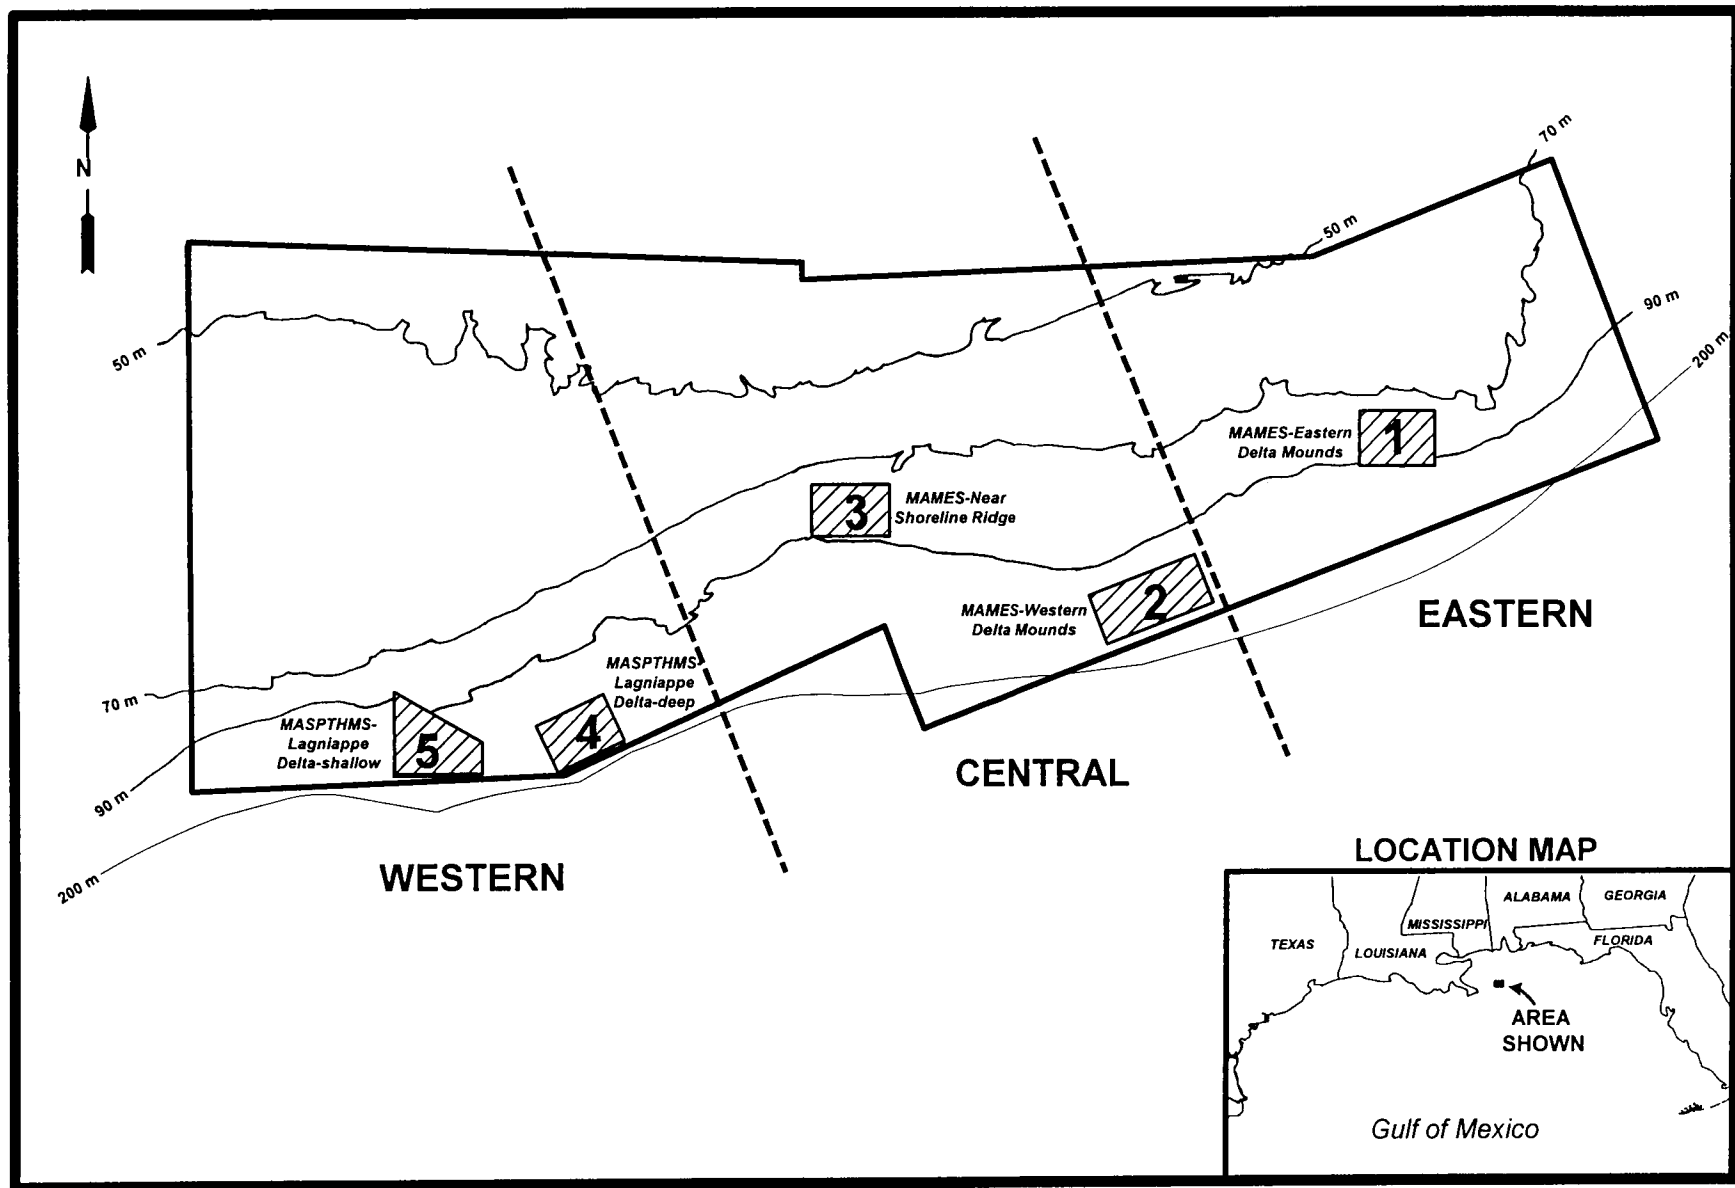 N
70 m
50 m
90 m
200 m
50 m
MAMES-Eastern
Delta Mounds
1
3
MAMES-Near
Shoreline Ridge
2
MAMES-Western
Delta Mounds
EASTERN
MASPTHMS-
Lagniappe
Delta-deep
4
70 m
MASPTHMS-
Lagniappe
Delta-shallow
5
CENTRAL
90 m
200 m
WESTERN
LOCATION MAP
ALABAMA
GEORGIA
MISSISSIPPI
TEXAS
LOUISIANA
FLORIDA
AREA
SHOWN
Gulf of Mexico